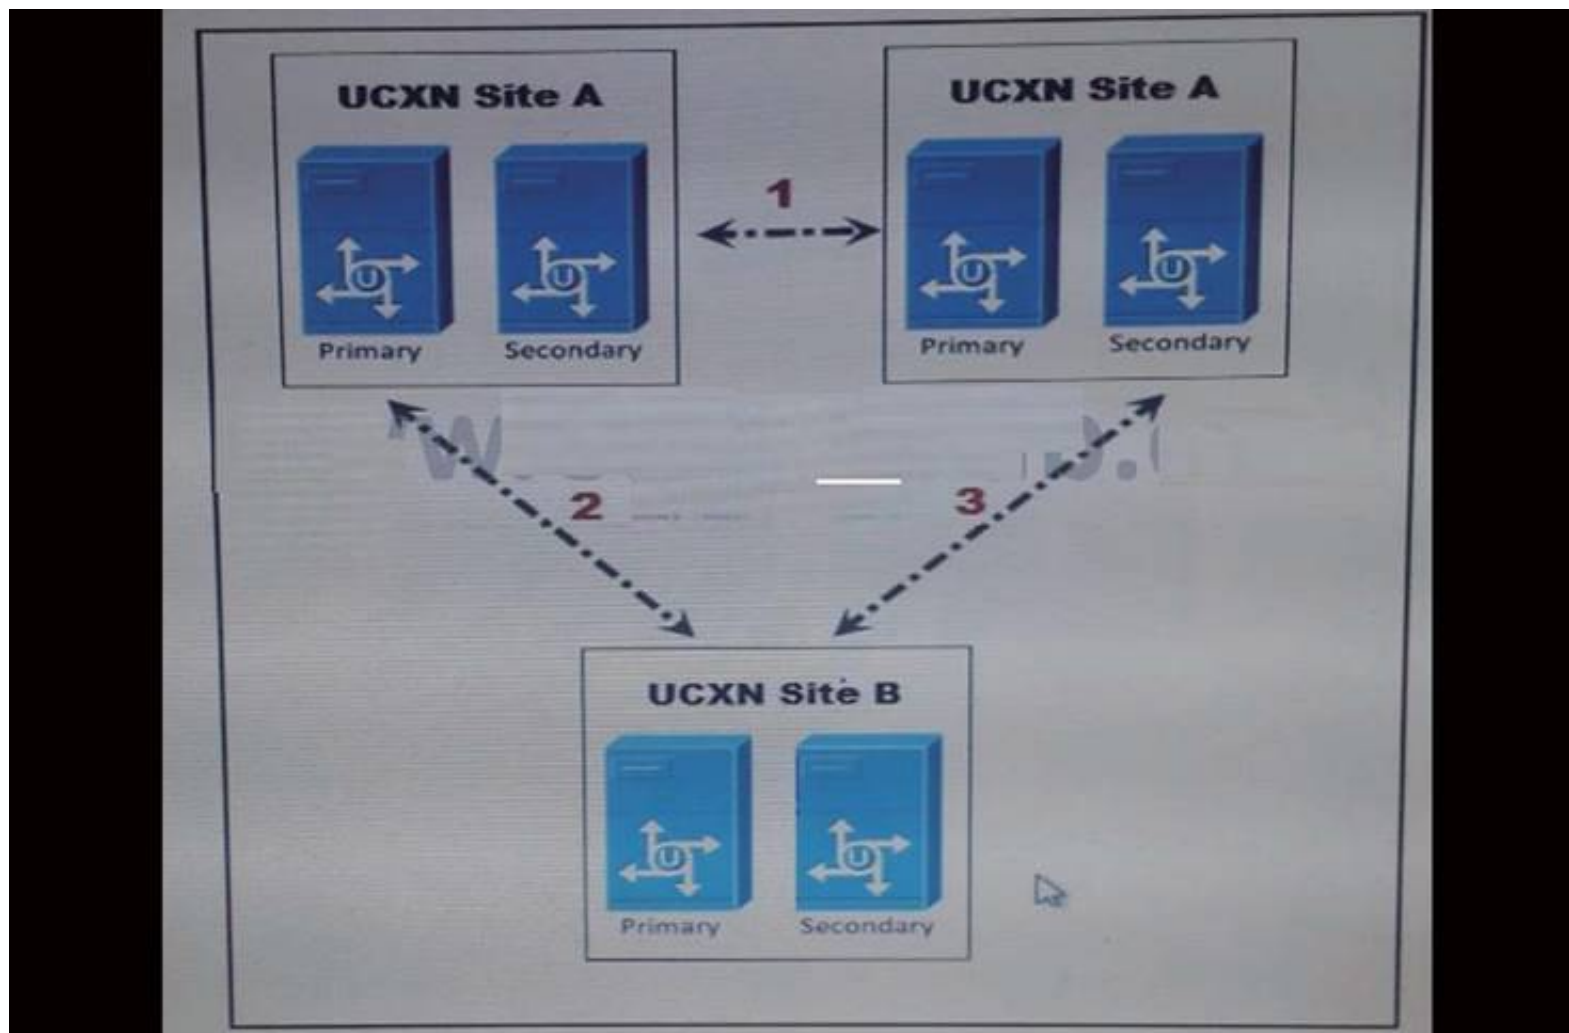 UCXN Site A
UCXN Site A
1
Primary
Secondary
Primary
Secondary
2
3
UCXN Site B
Primary
Secondary